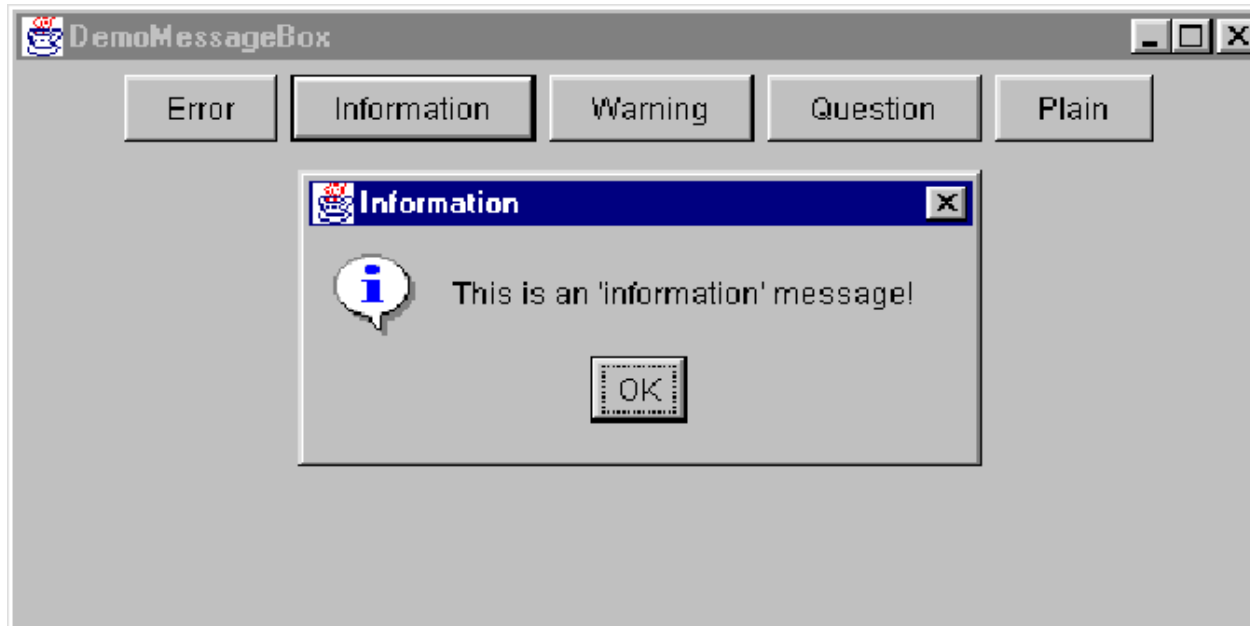 DemoMessageBox
Error Information Warning Question Plain
Information
i This is an 'information' message!
OK